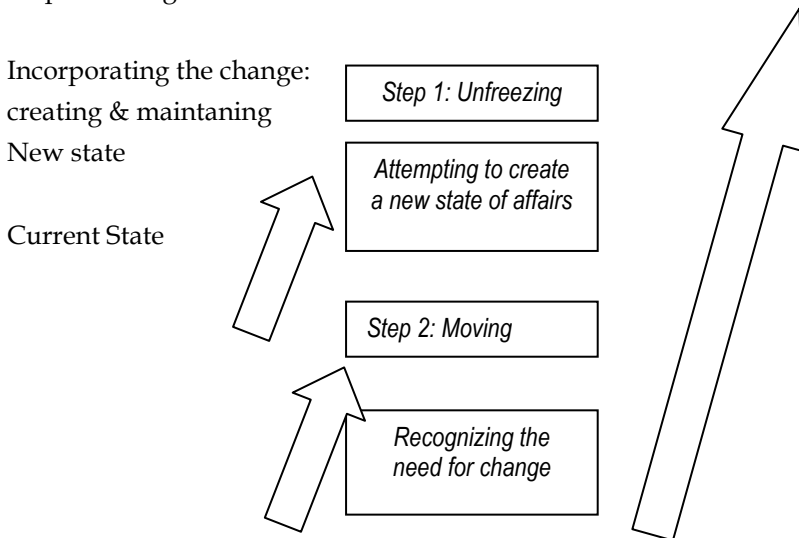 Incorporating the change:
creating & maintaning
New state
Current State
Step 1: Unfreezing
Attempting to create
a new state of affairs
Step 2: Moving
Recognizing the
need for change